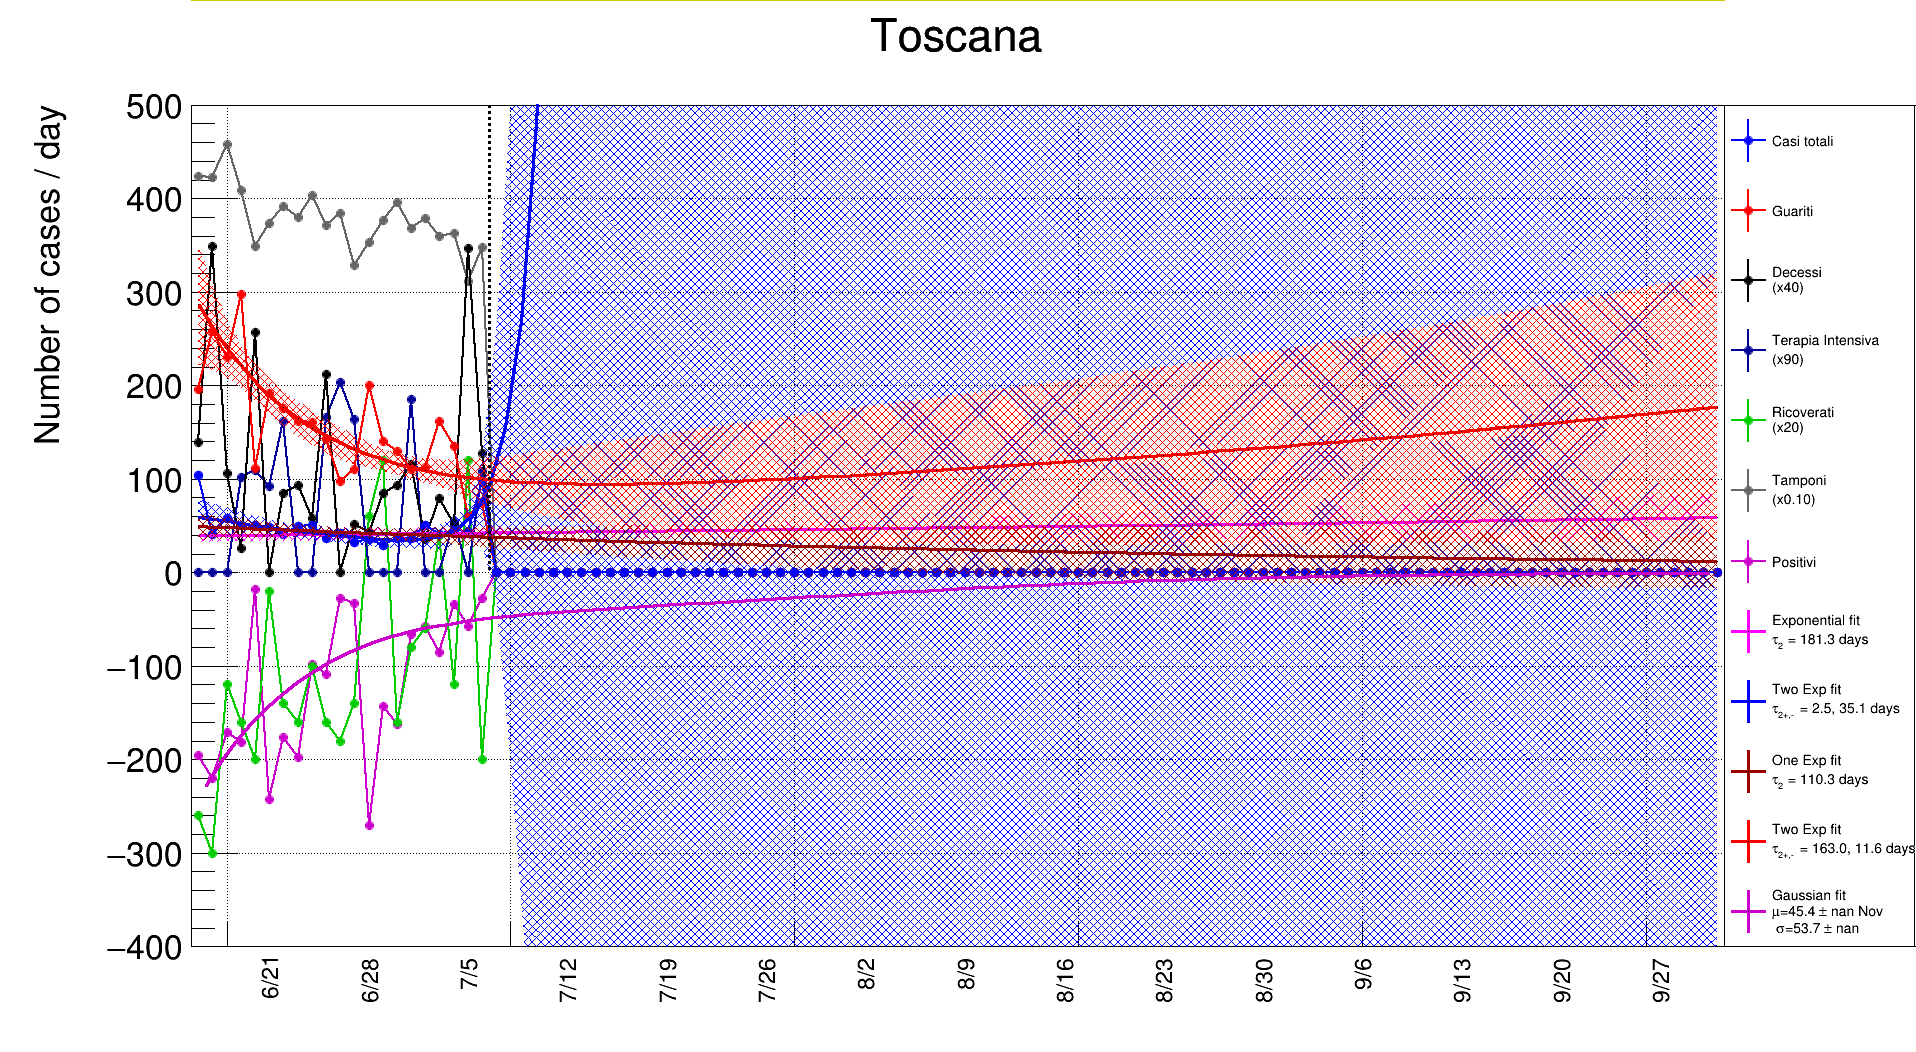 Toscana
Number of cases / day
500
400
300
200
100
0
−100
−200
−300
−400
6/21
6/28
7/5
7/12
7/19
7/26
8/2
8/9
8/16
8/23
8/30
9/6
9/13
9/20
9/27
Casi totali
Guariti
Decessi
(x40)
Terapia Intensiva
(x90)
Ricoverati
(x20)
Tamponi
(x0.10)
Positivi
Exponential fit
τ2 = 181.3 days
Two Exp fit
τ2+,- = 2.5, 35.1 days
One Exp fit
τ2 = 110.3 days
Two Exp fit
τ2+,- = 163.0, 11.6 days
Gaussian fit
μ=45.4 ± nan Nov
σ=53.7 ± nan